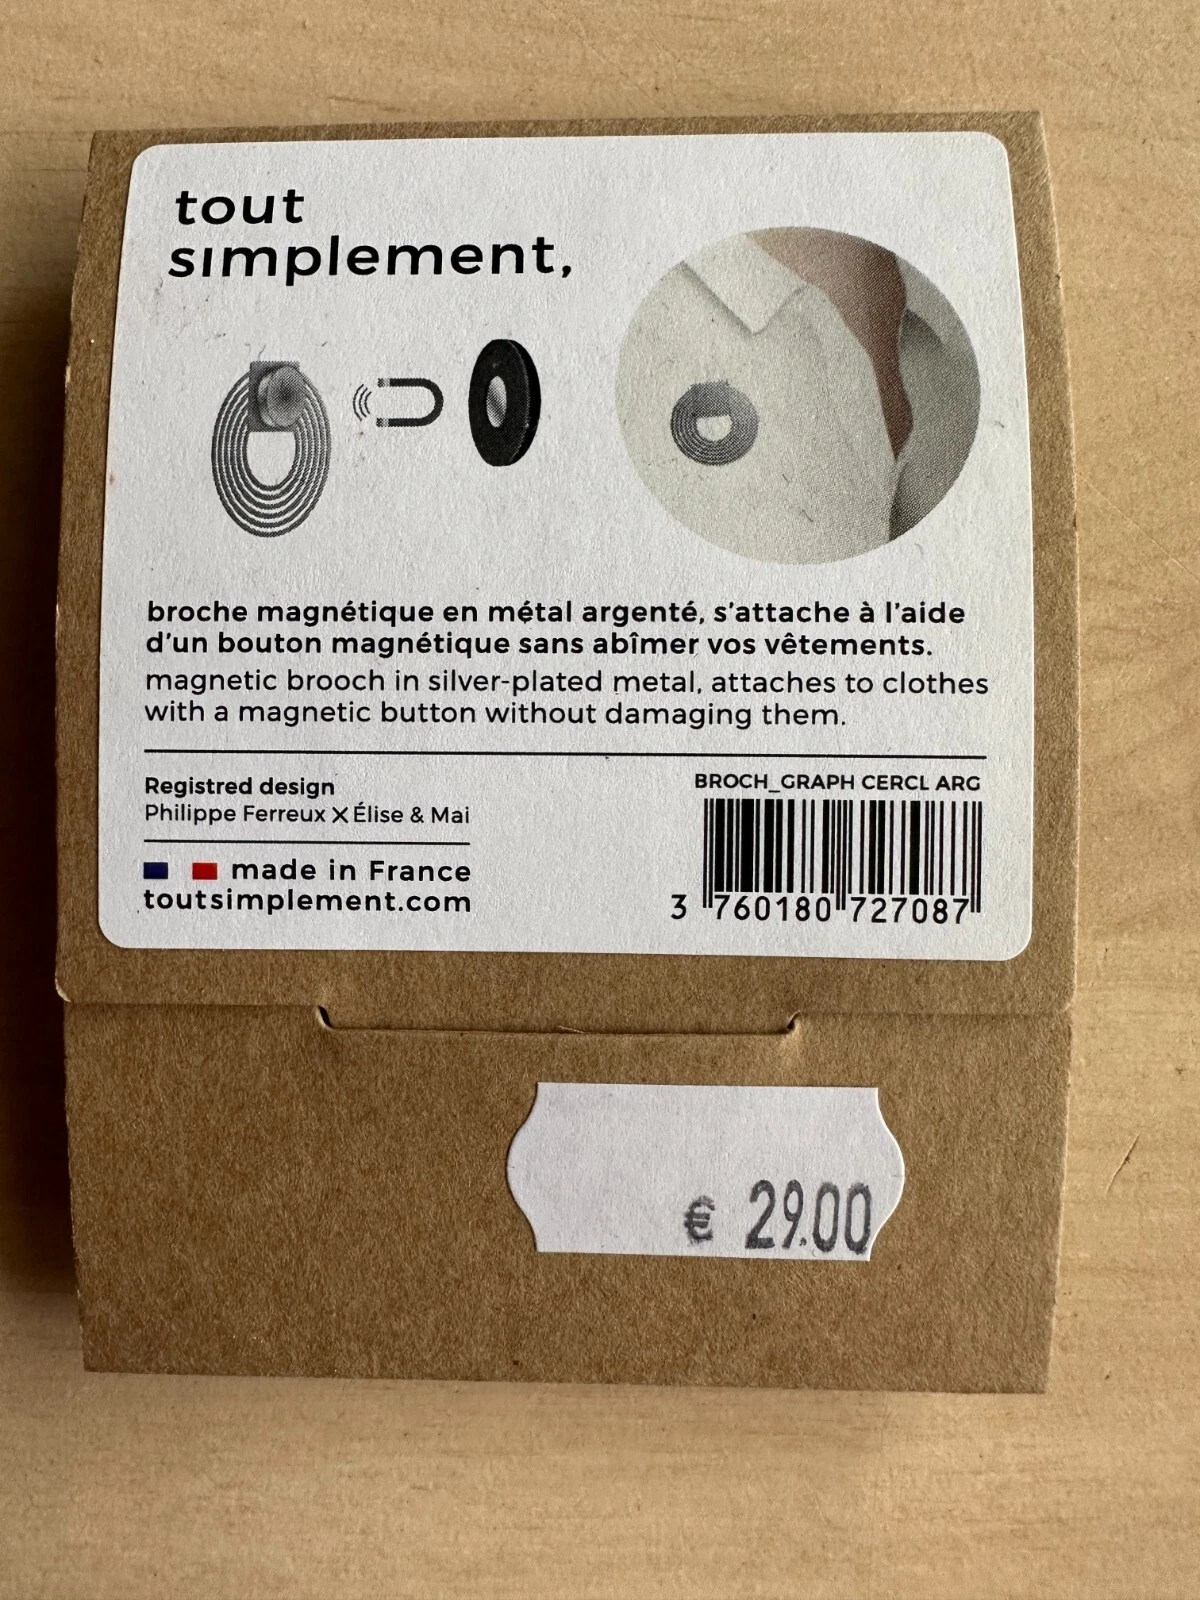 tout
simplement,
broche magnétique en métal argenté, s'attache à l'aide
d'un bouton magnétique sans abîmer vos vêtements.
magnetic brooch in silver-plated metal, attaches to clothes
with a magnetic button without damaging them.
Registred design
Philippe Ferreux X Élise & Mai
made in France
toutsimplement.com
BROCH_GRAPH CERCL ARG
3 760180 727087
€ 29.00